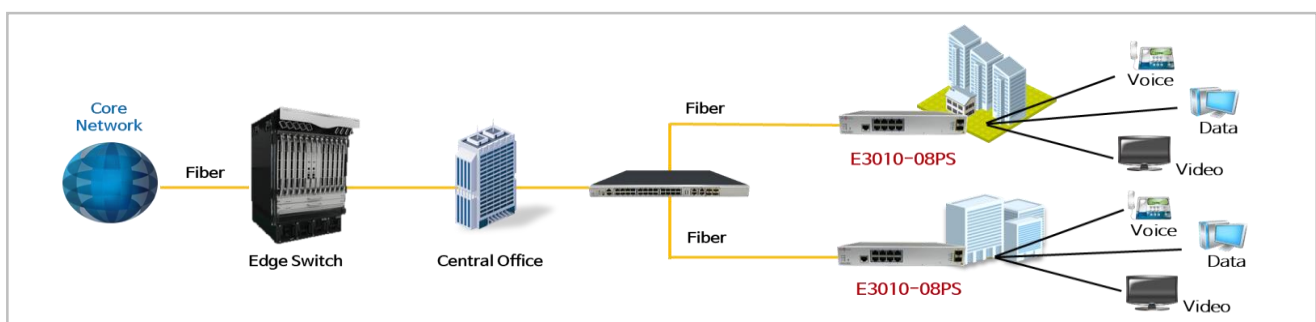 Core
Network
Fiber
Edge Switch
Central Office
Fiber
E3010-08PS
Voice
Data
Video
Fiber
E3010-08PS
Voice
Data
Video